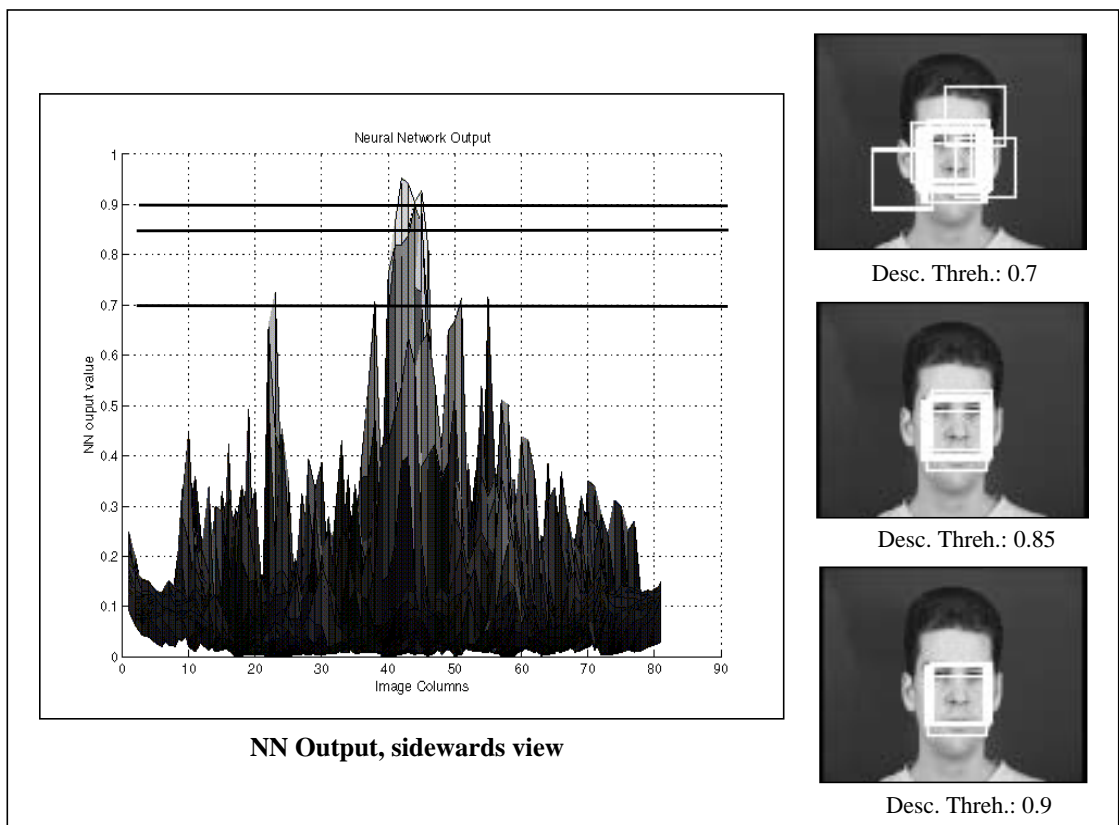 Neural Network Output
1
0.9
0.8
0.7
0.6
0.5
0.4
0.3
0.2
0.1
0
NN ouput value
0 10 20 30 40 50 60 70 80 90
Image Columns
NN Output, sidewards view
Desc. Threh.: 0.7
Desc. Threh.: 0.85
Desc. Threh.: 0.9